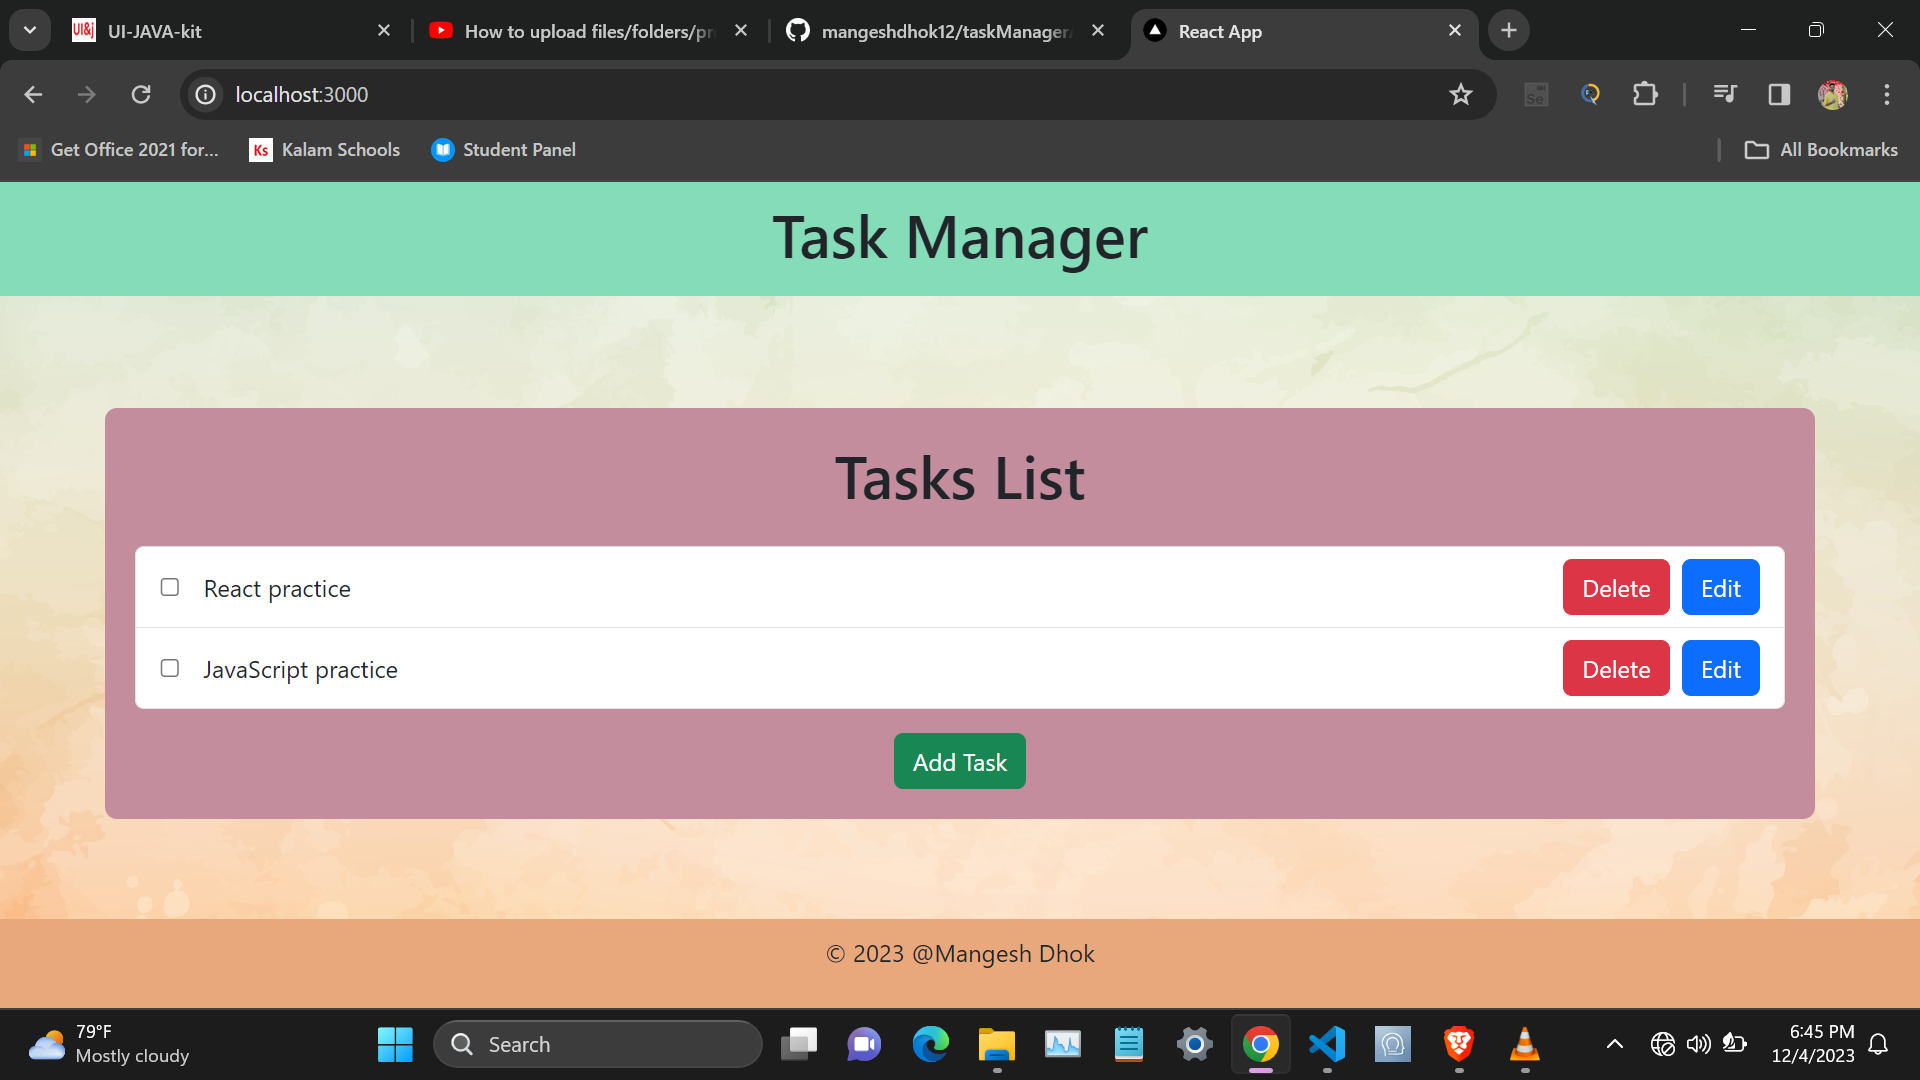 UI-JAVA-kit
How to upload files/folders/pr
mangeshdhok12/taskManager
React App
localhost:3000
Get Office 2021 for...
Ks
Kalam Schools
Student Panel
All Bookmarks
Task Manager
Tasks List
React practice
Delete
Edit
JavaScript practice
Delete
Edit
Add Task
© 2023 @Mangesh Dhok
79°F
Mostly cloudy
Search
6:45 PM
12/4/2023